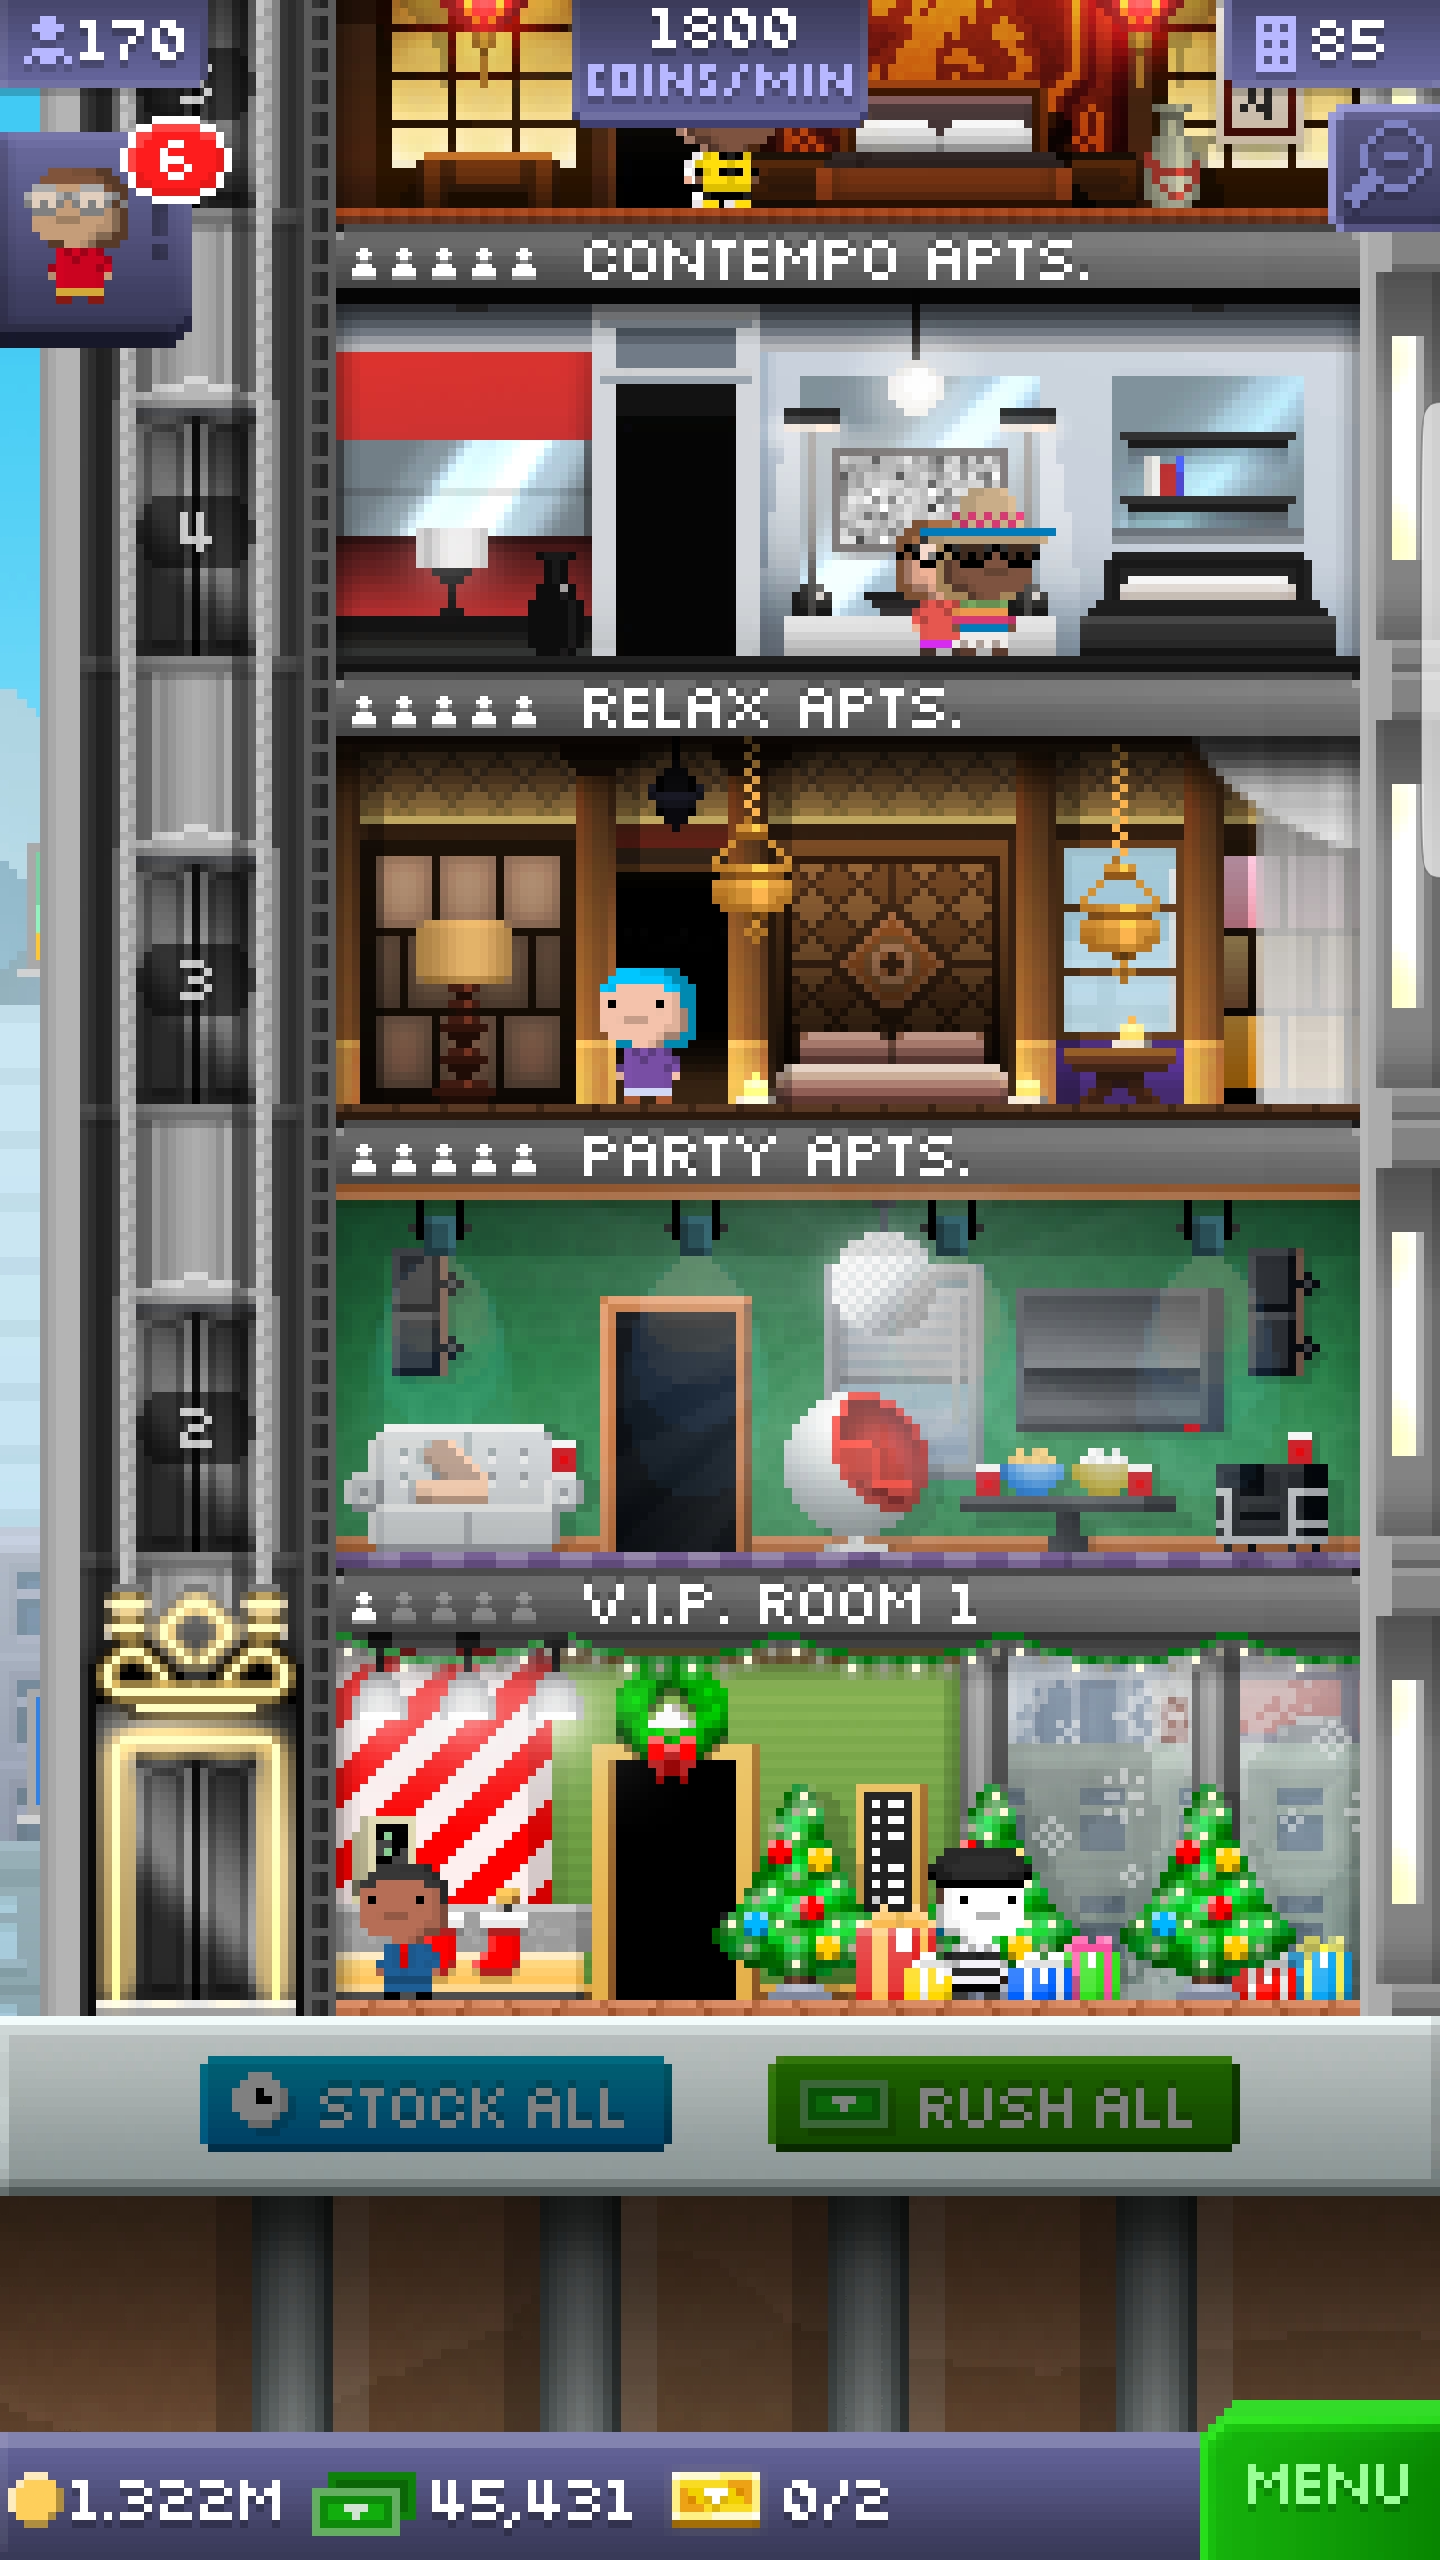 170
1800
COINS/MIN
85
6
CONTEMPO APTS.
4
RELAX APTS.
3
PARTY APTS.
2
V.I.P. ROOM 1
STOCK ALL
RUSH ALL
1.322M
45,431
0/2
MENU